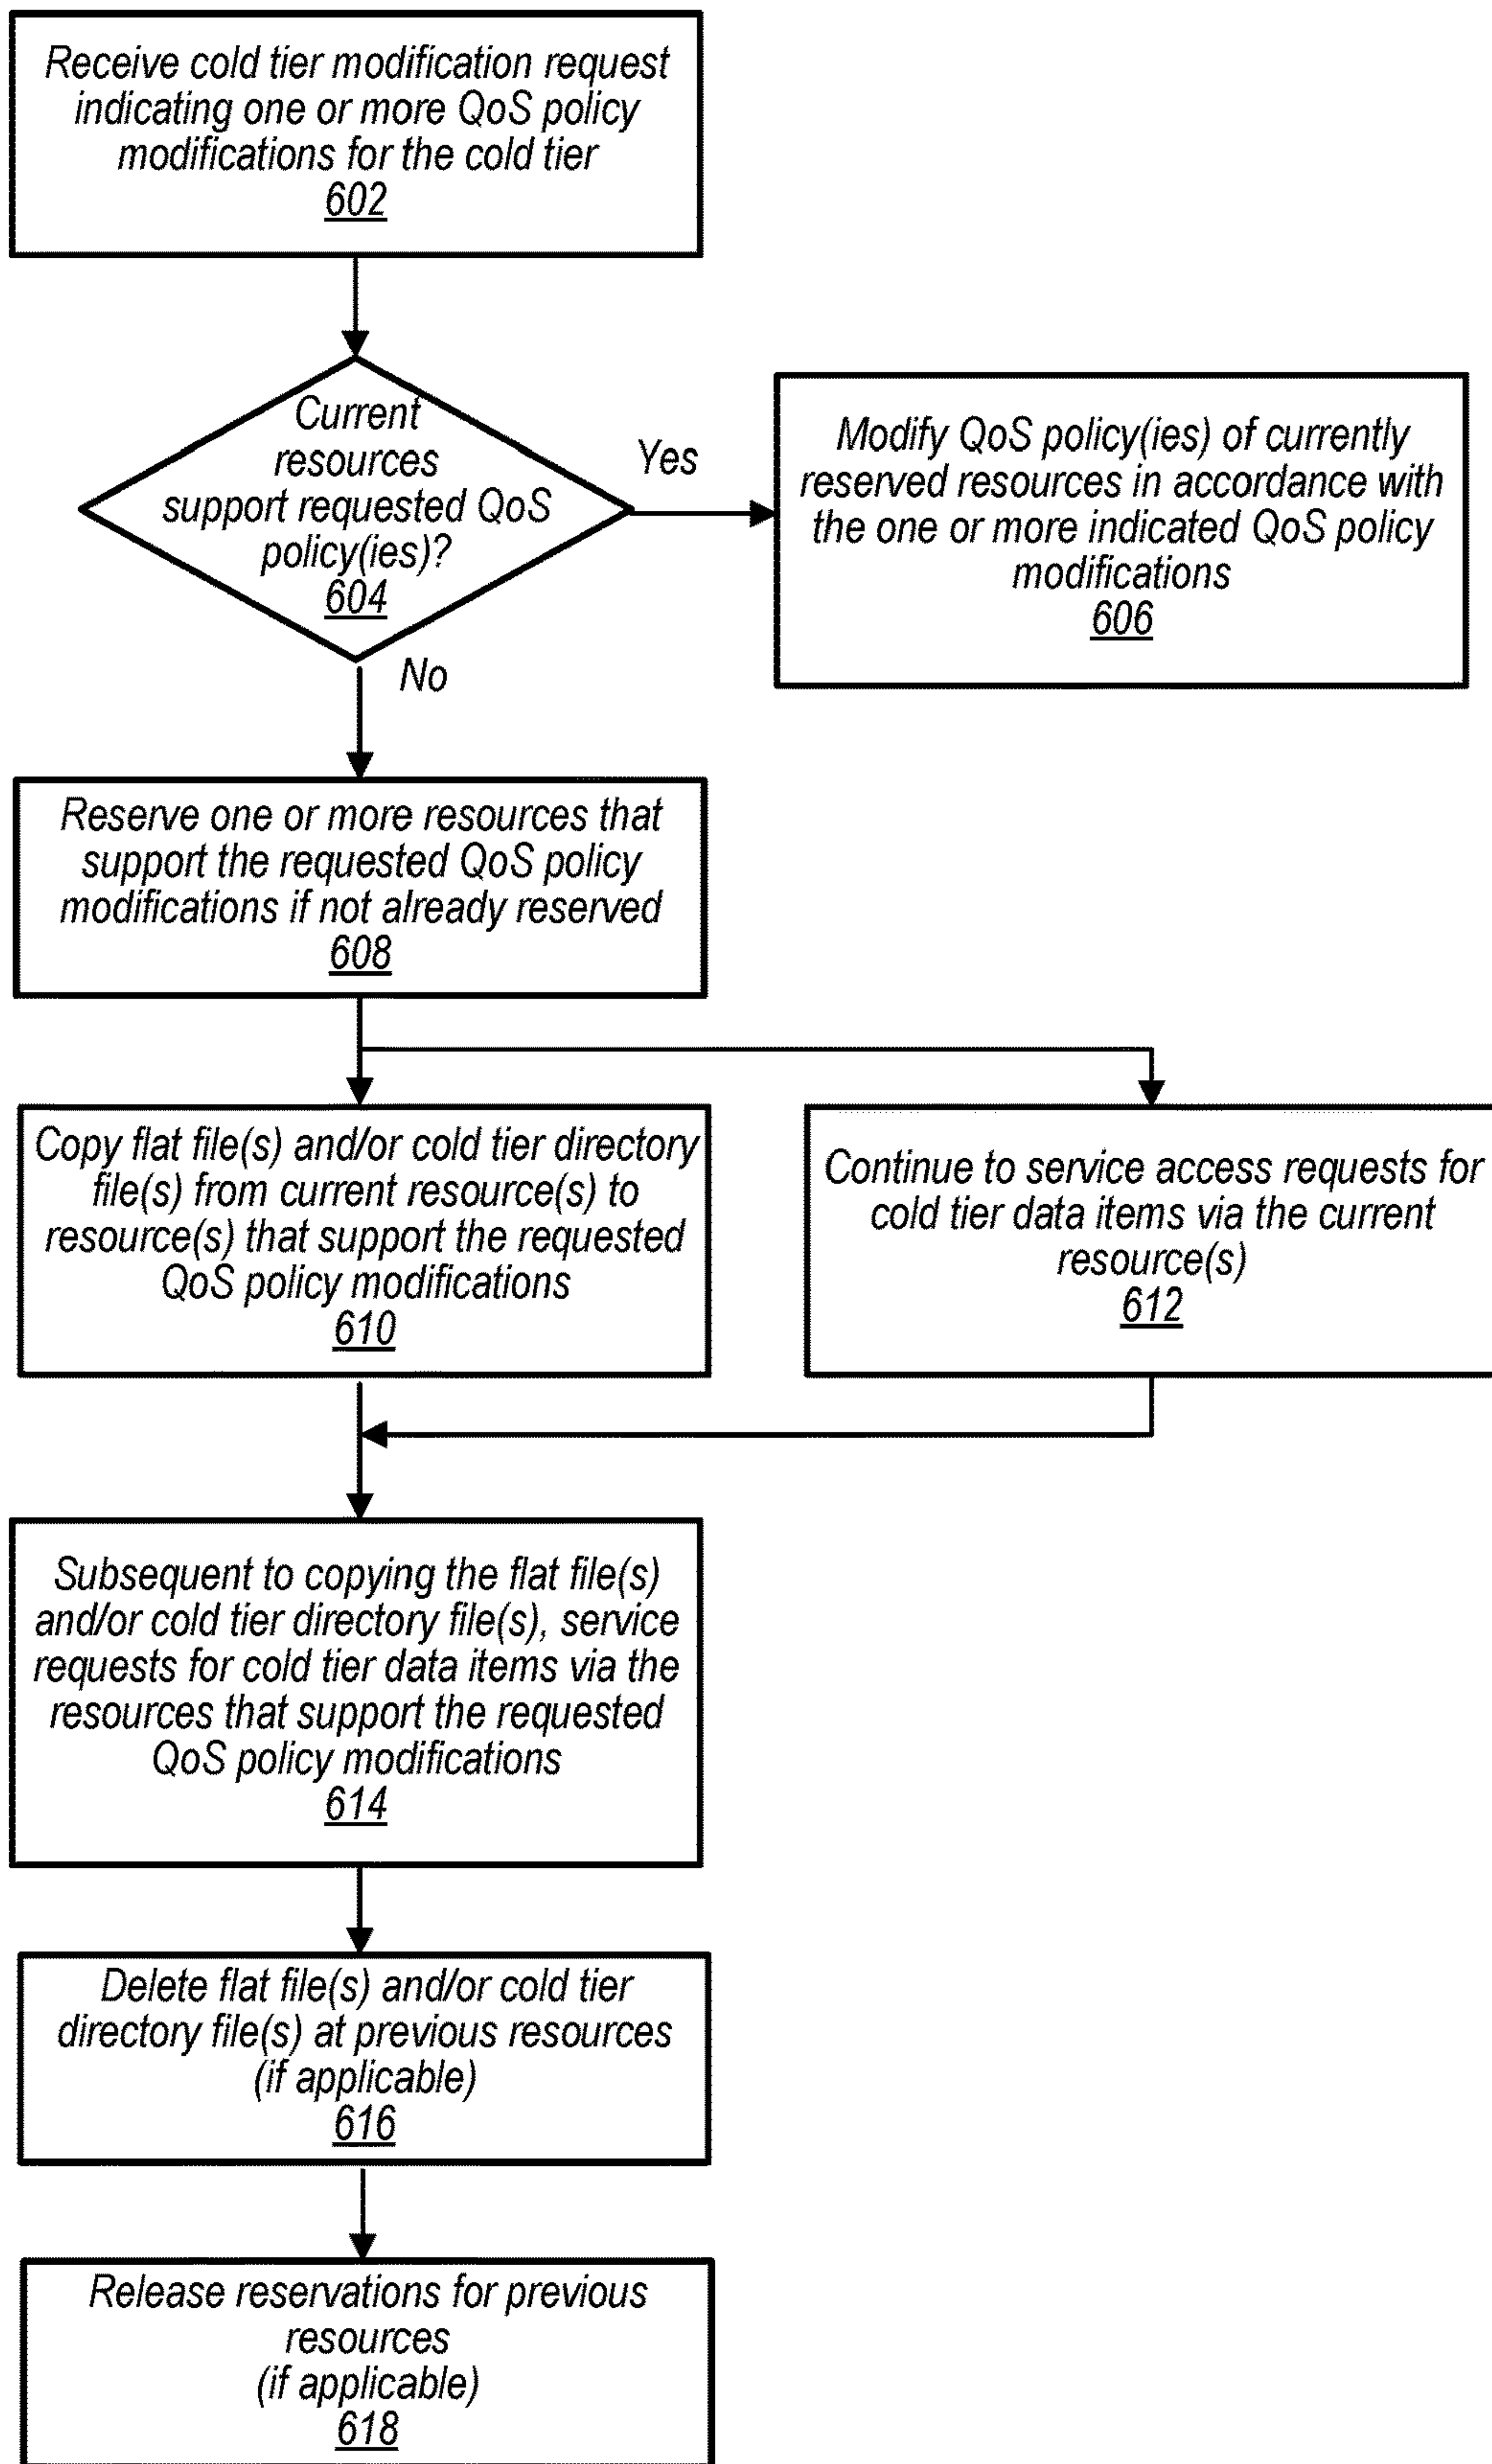 Receive cold tier modification request
indicating one or more QoS policy
modifications for the cold tier
602
Current
resources
support requested QoS
policy(ies)?
604
Yes
Modify QoS policy(ies) of currently
reserved resources in accordance with
the one or more indicated QoS policy
modifications
606
No
Reserve one or more resources that
support the requested QoS policy
modifications if not already reserved
608
Copy flat file(s) and/or cold tier directory
file(s) from current resource(s) to
resource(s) that support the requested
QoS policy modifications
610
Continue to service access requests for
cold tier data items via the current
resource(s)
612
Subsequent to copying the flat file(s)
and/or cold tier directory file(s), service
requests for cold tier data items via the
resources that support the requested
QoS policy modifications
614
Delete flat file(s) and/or cold tier
directory file(s) at previous resources
(if applicable)
616
Release reservations for previous
resources
(if applicable)
618